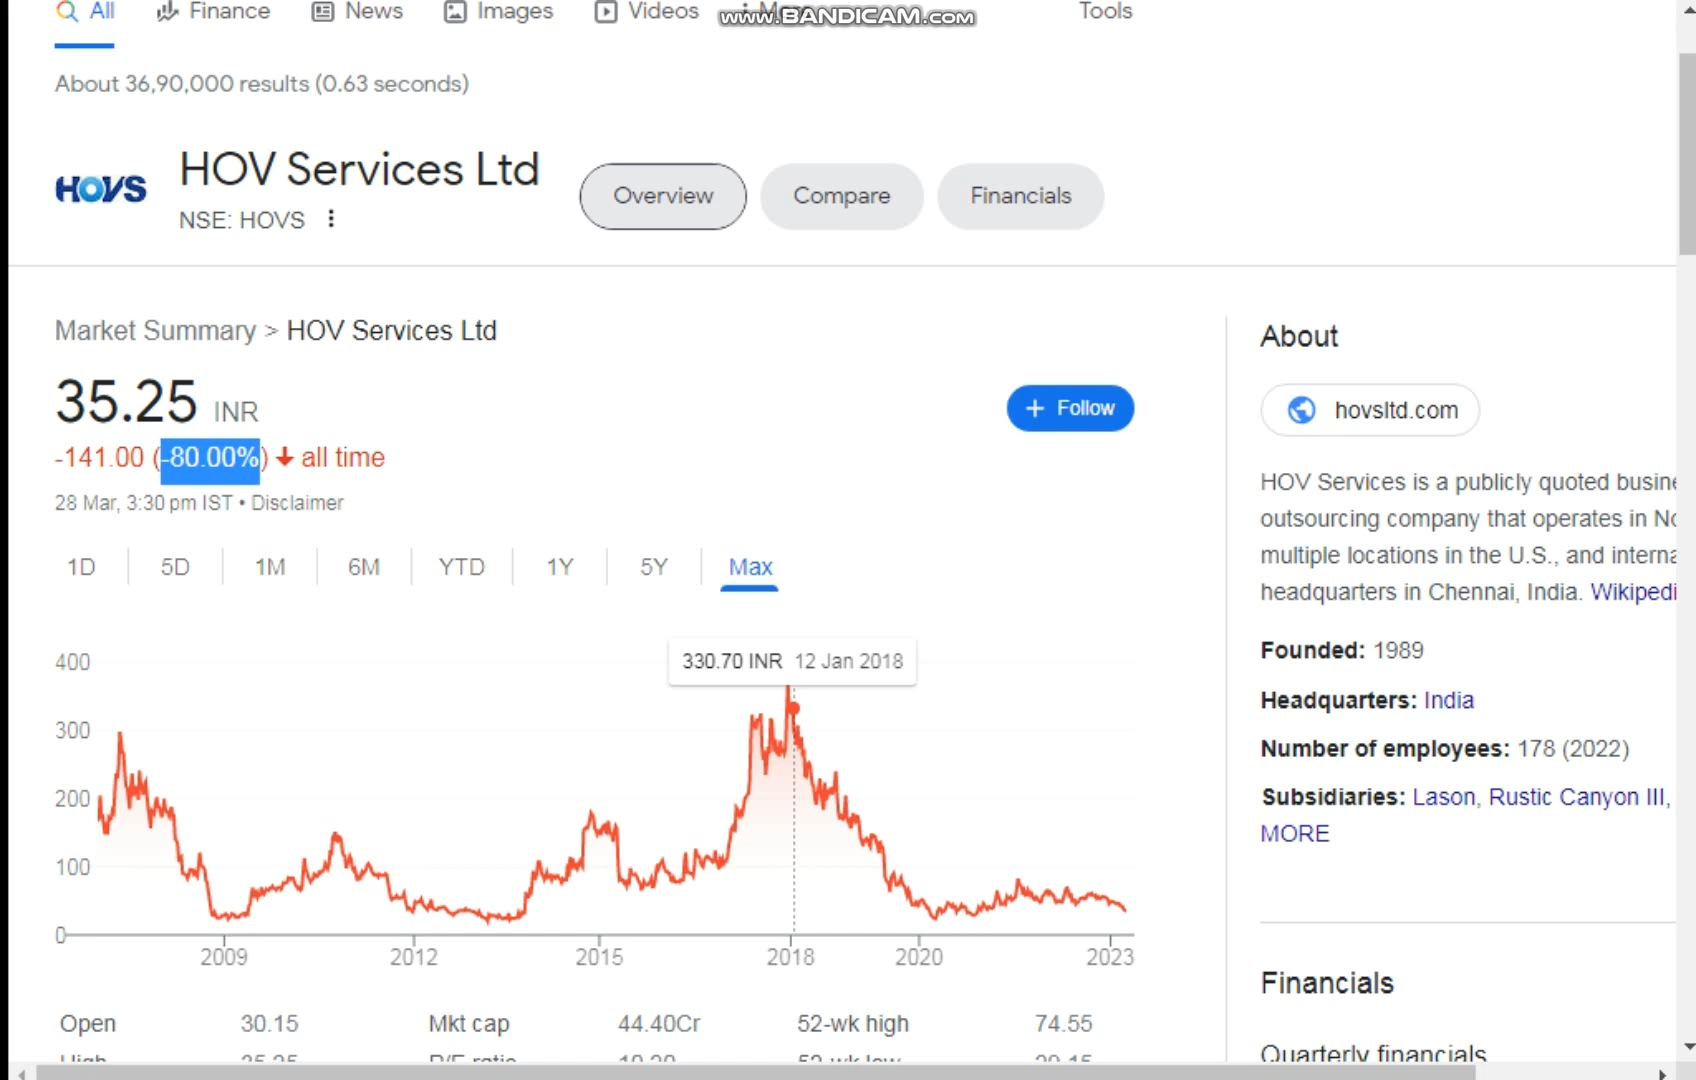 All Finance News Images Videos Tools
www.BANDICAM.com
About 36,90,000 results (0.63 seconds)
HOVS
HOV Services Ltd
NSE: HOVS
Overview Compare Financials
Market Summary > HOV Services Ltd
35.25 INR
+ Follow
-141.00 (-80.00%) all time
28 Mar, 3:30 pm IST • Disclaimer
1D 5D 1M 6M YTD 1Y 5Y Max
330.70 INR 12 Jan 2018
400
300
200
100
0
2009 2012 2015 2018 2020 2023
Open 30.15 Mkt cap 44.40Cr 52-wk high 74.55
About
hovsltd.com
HOV Services is a publicly quoted busine
outsourcing company that operates in No
multiple locations in the U.S., and interna
headquarters in Chennai, India. Wikipedi
Founded: 1989
Headquarters: India
Number of employees: 178 (2022)
Subsidiaries: Lason, Rustic Canyon III,
MORE
Financials
Quarterly financials